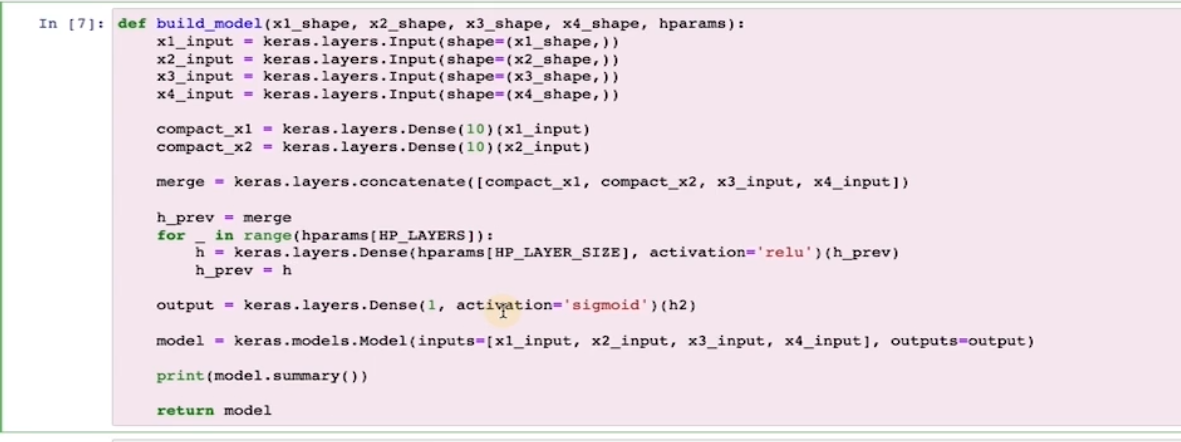 In [7]: def build_model(x1_shape, x2_shape, x3_shape, x4_shape, hparams):
    x1_input = keras.layers.Input(shape=(x1_shape,))
    x2_input = keras.layers.Input(shape=(x2_shape,))
    x3_input = keras.layers.Input(shape=(x3_shape,))
    x4_input = keras.layers.Input(shape=(x4_shape,))
    compact_x1 = keras.layers.Dense(10)(x1_input)
    compact_x2 = keras.layers.Dense(10)(x2_input)
    merge = keras.layers.concatenate([compact_x1, compact_x2, x3_input, x4_input])
    h_prev = merge
    for _ in range(hparams[HP_LAYERS]):
        h = keras.layers.Dense(hparams[HP_LAYER_SIZE], activation='relu')(h_prev)
        h_prev = h
    output = keras.layers.Dense(1, activation='sigmoid')(h2)
    model = keras.models.Model(inputs=[x1_input, x2_input, x3_input, x4_input], outputs=output)
    print(model.summary())
    return model